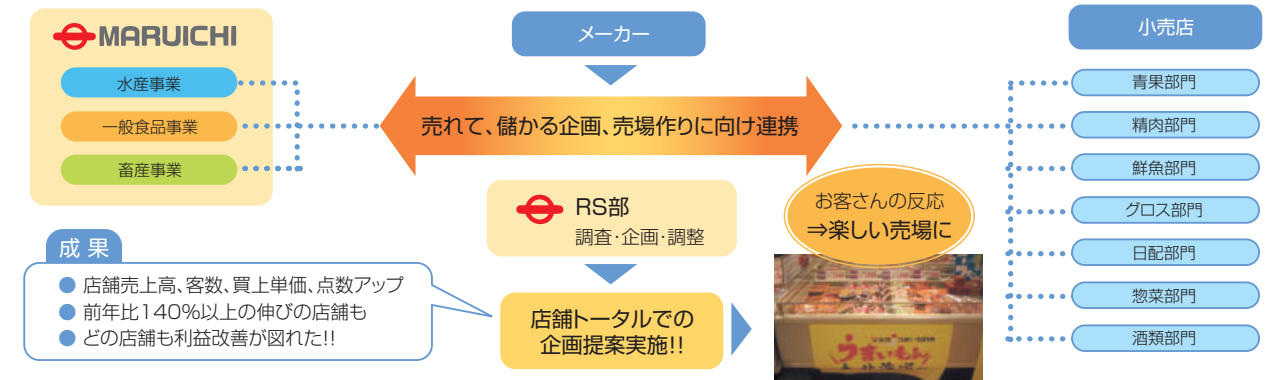 MARUICHI
水産事業
一般食品事業
畜産事業
メーカー
売れて、儲かる企画、売場作りに向け連携
小売店
青果部門
精肉部門
鮮魚部門
グロス部門
日配部門
惣菜部門
酒類部門
RS部
調査・企画・調整
お客さんの反応
⇒楽しい売場に
成果
● 店舗売上高、客数、買上単価、点数アップ
● 前年比140%以上の伸びの店舗も
● どの店舗も利益改善が図れた!!
店舗トータルでの
企画提案実施!!
うまいもん